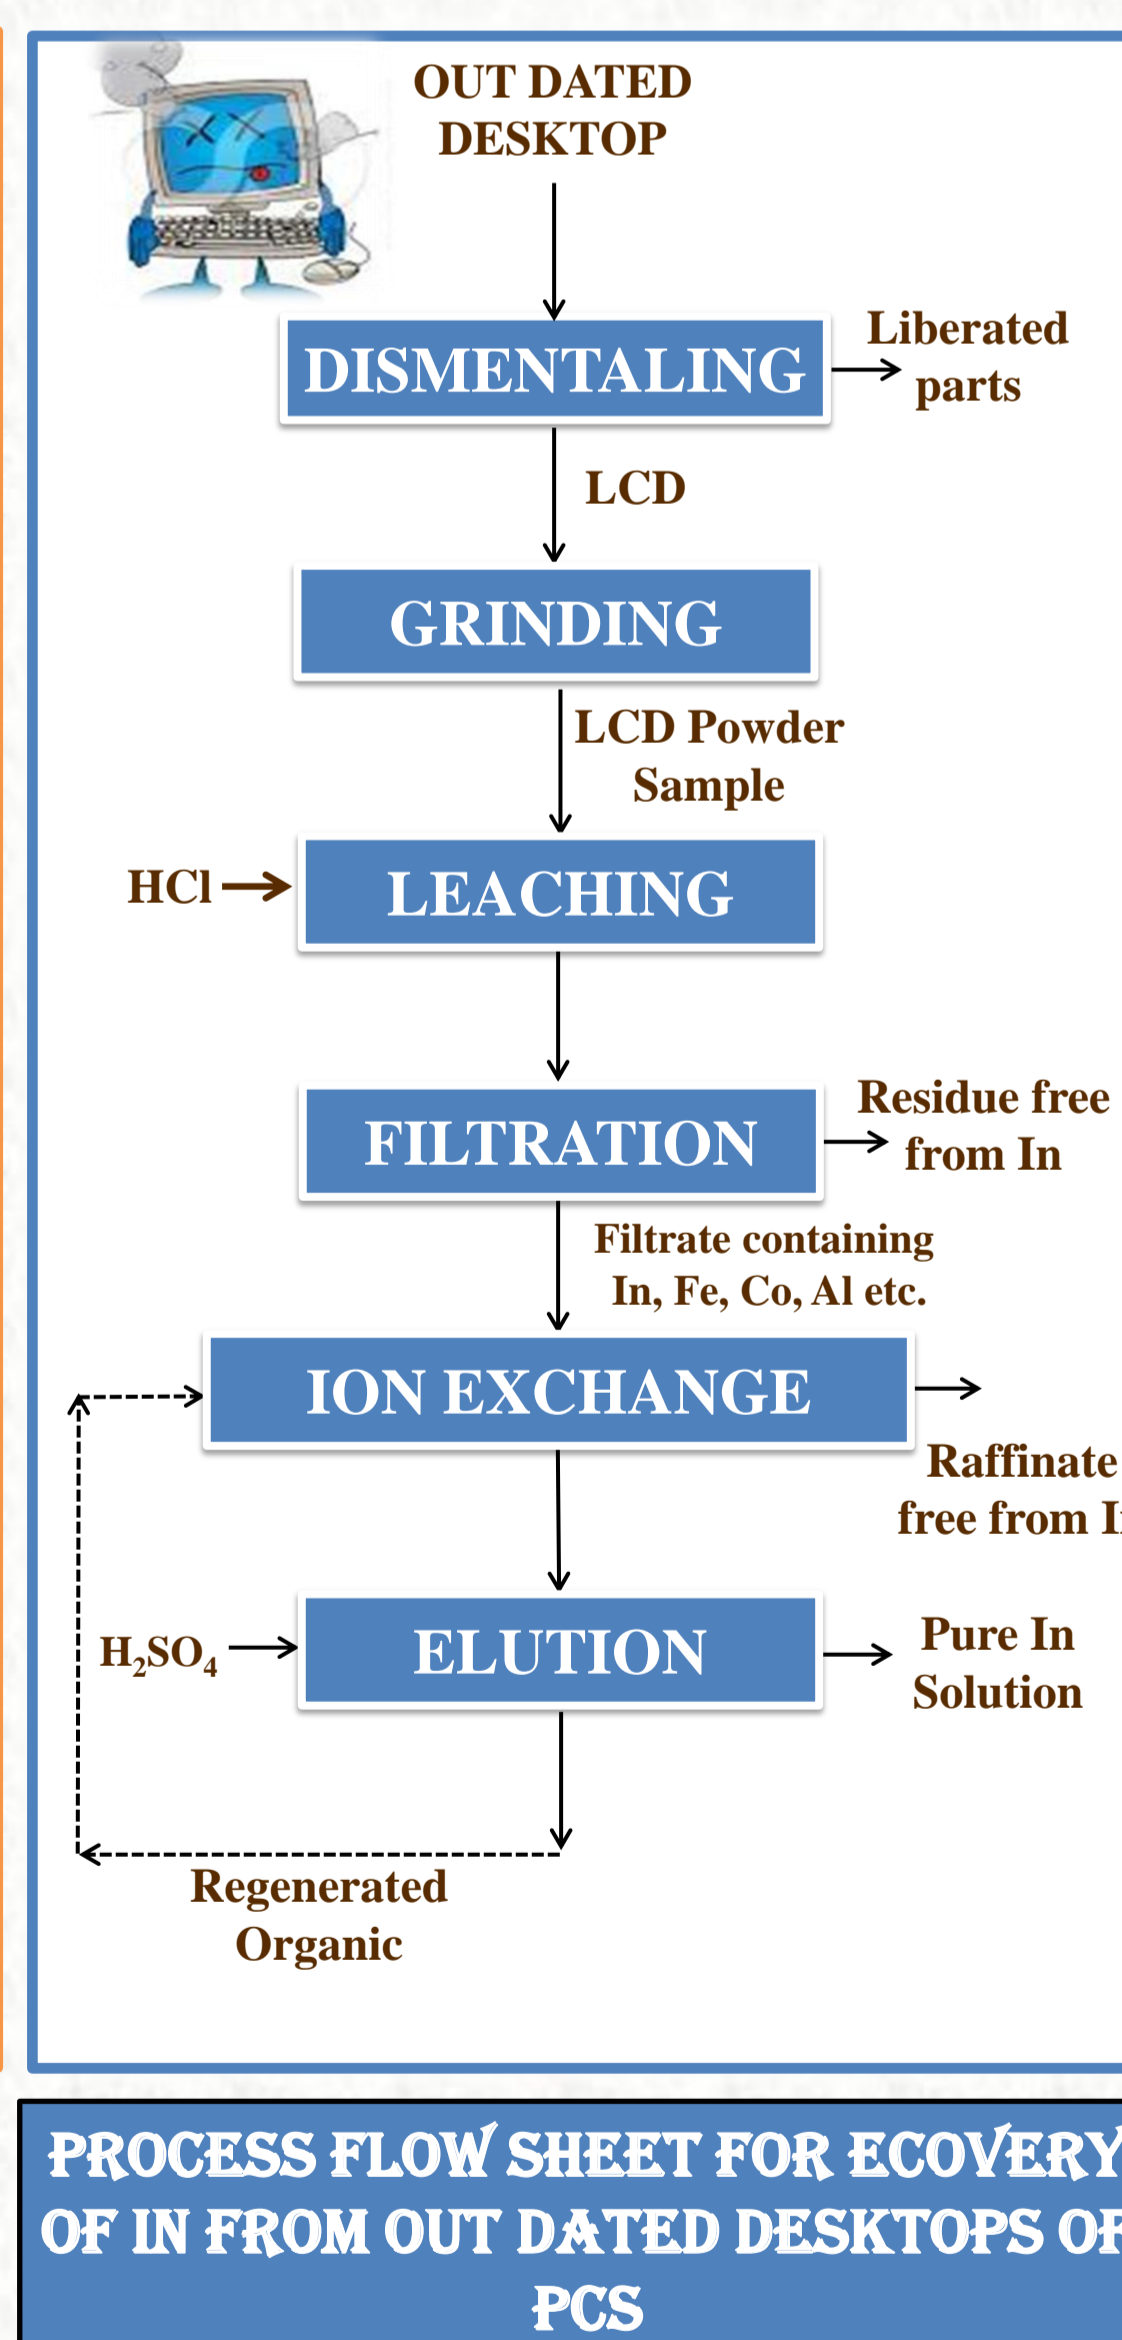 OUT DATED
DESKTOP
DISMENTALING
Liberated
parts
LCD
GRINDING
LCD Powder
Sample
HCl
LEACHING
FILTRATION
Residue free
from In
Filtrate containing
In, Fe, Co, Al etc.
ION EXCHANGE
Raffinate
free from
H₂SO₄
ELUTION
Pure In
Solution
Regenerated
Organic
PROCESS FLOW SHEET FOR ECOVERY
OF IN FROM OUT DATED DESKTOPS OF
PCS